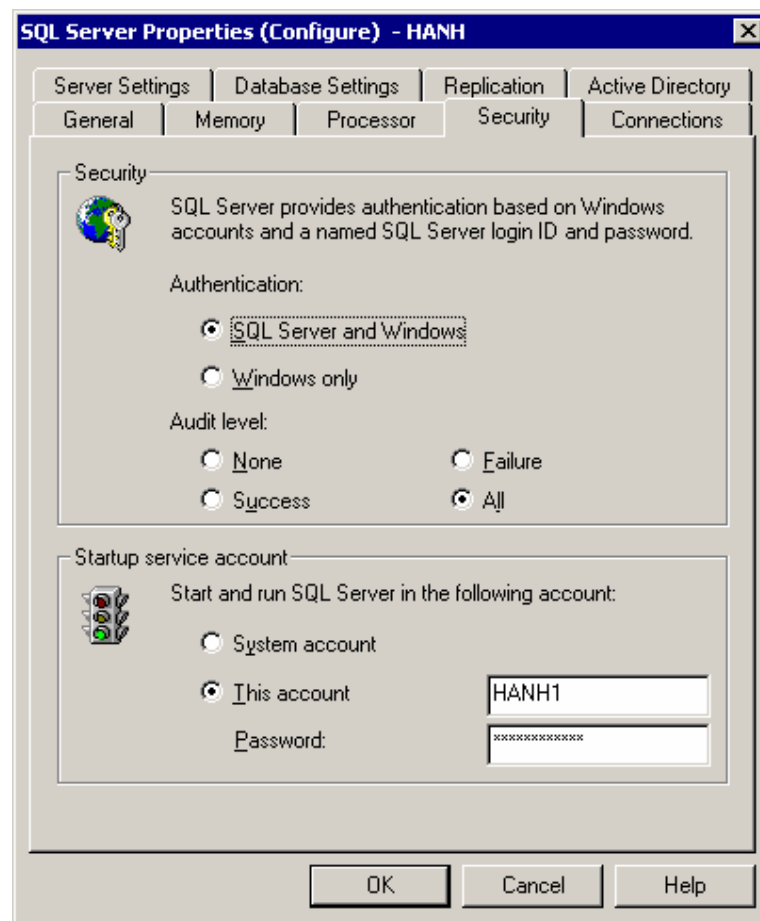 SQL Server Properties (Configure) - HANH
Server Settings Database Settings Replication Active Directory
General Memory Processor Security Connections
Security
SQL Server provides authentication based on Windows
accounts and a named SQL Server login ID and password.
Authentication:
SQL Server and Windows
Windows only
Audit level:
None Failure
Success All
Startup service account
Start and run SQL Server in the following account:
System account
This account HANH1
Password: ************
OK Cancel Help